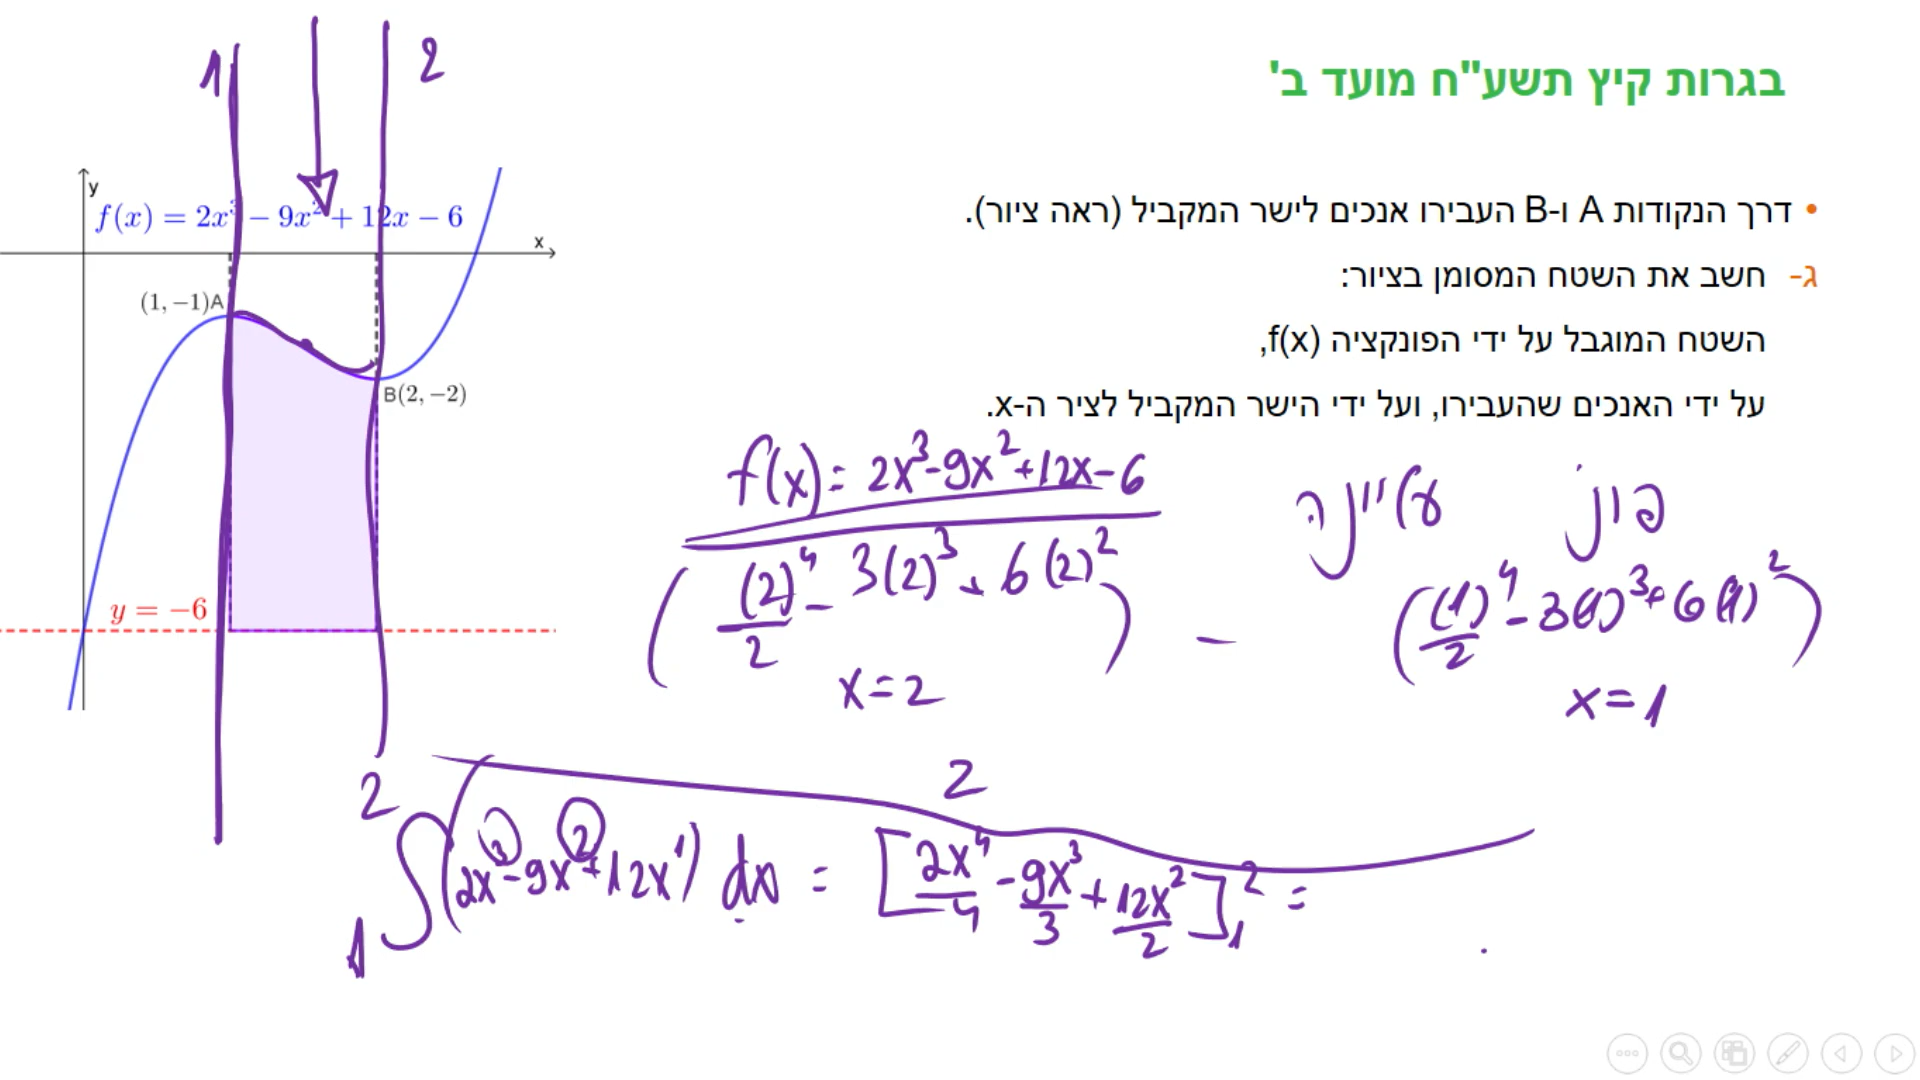 בגרות קיץ תשע"ח מועד ב'
• דרך הנקודות A ו-B העבירו אנכים לישר המקביל (ראה ציור).
ג- חשב את השטח המסומן בציור:
השטח המוגבל על ידי הפונקציה f(x),
על ידי האנכים שהעבירו, ועל ידי הישר המקביל לציר ה-x.
1 2
y
f(x) = 2x³ − 9x² + 12x − 6
x
(1, −1)A
B(2, −2)
y = −6
f(x) = 2x³-9x²+12x-6
פונ' עליונה
((2)⁴/2 - 3(2)³ + 6(2)²) - ((1)⁴/2 - 3(1)³ + 6(1)²)
x=2 x=1
2
∫₁²(2x³-9x²+12x¹) dx = [2x⁴/4 - 9x³/3 + 12x²/2]₁² =